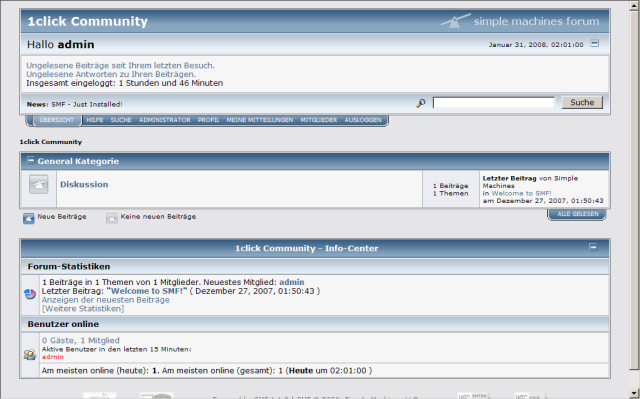 1click Community
simple machines forum
Hallo admin
Januar 31, 2008, 02:01:00
Ungelesene Beiträge seit Ihrem letzten Besuch.
Ungelesene Antworten zu Ihren Beiträgen.
Insgesamt eingeloggt: 1 Stunden und 46 Minuten
News: SMF - Just Installed!
Suche
ÜBERSICHT HILFE SUCHE ADMINISTRATOR PROFIL MEINE MITTEILUNGEN MITGLIEDER AUSLOGGEN
1click Community
General Kategorie
Diskussion
1 Beiträge
1 Themen
Letzter Beitrag von Simple
Machines
in Welcome to SMF!
am Dezember 27, 2007, 01:50:43
Neue Beiträge
Keine neuen Beiträge
ALLE GELESEN
1click Community - Info-Center
Forum-Statistiken
1 Beiträge in 1 Themen von 1 Mitglieder. Neuestes Mitglied: admin
Letzter Beitrag: "Welcome to SMF!" ( Dezember 27, 2007, 01:50:43 )
Anzeigen der neuesten Beiträge
[Weitere Statistiken]
Benutzer online
0 Gäste, 1 Mitglied
Aktive Benutzer in den letzten 15 Minuten:
admin
Am meisten online (heute): 1. Am meisten online (gesamt): 1 (Heute um 02:01:00 )